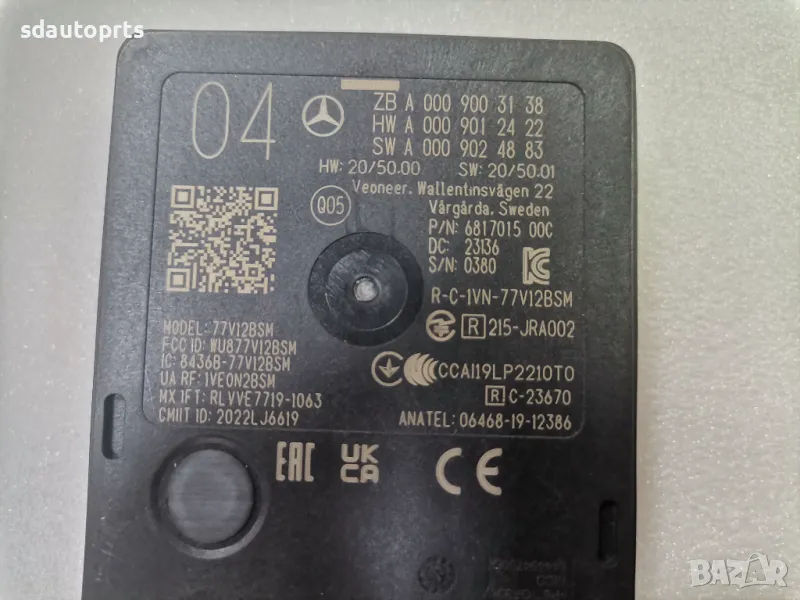 sdautoprts
04
ZB A 000 900 31 38
HW A 000 901 24 22
SW A 000 902 48 83
HW: 20/50.00 SW: 20/50.01
Veoneer. Wallentinsvägen 22
Vårgårda. Sweden
Q05
P/N: 6817015 00C
DC: 23136
S/N: 0380
R-C-1VN-77V12BSM
R 215-JRA002
MODEL: 77V12BSM
FCC ID: WU877V12BSM
IC: 8436B-77V12BSM
UA RF: 1VEON2BSM
MX IFT: RLVVE7719-1063
CMIIT ID: 2022LJ6619
CCAI19LP2210T0
R C-23670
ANATEL: 06468-19-12386
EAC
UK
CA
CE
BAZAR